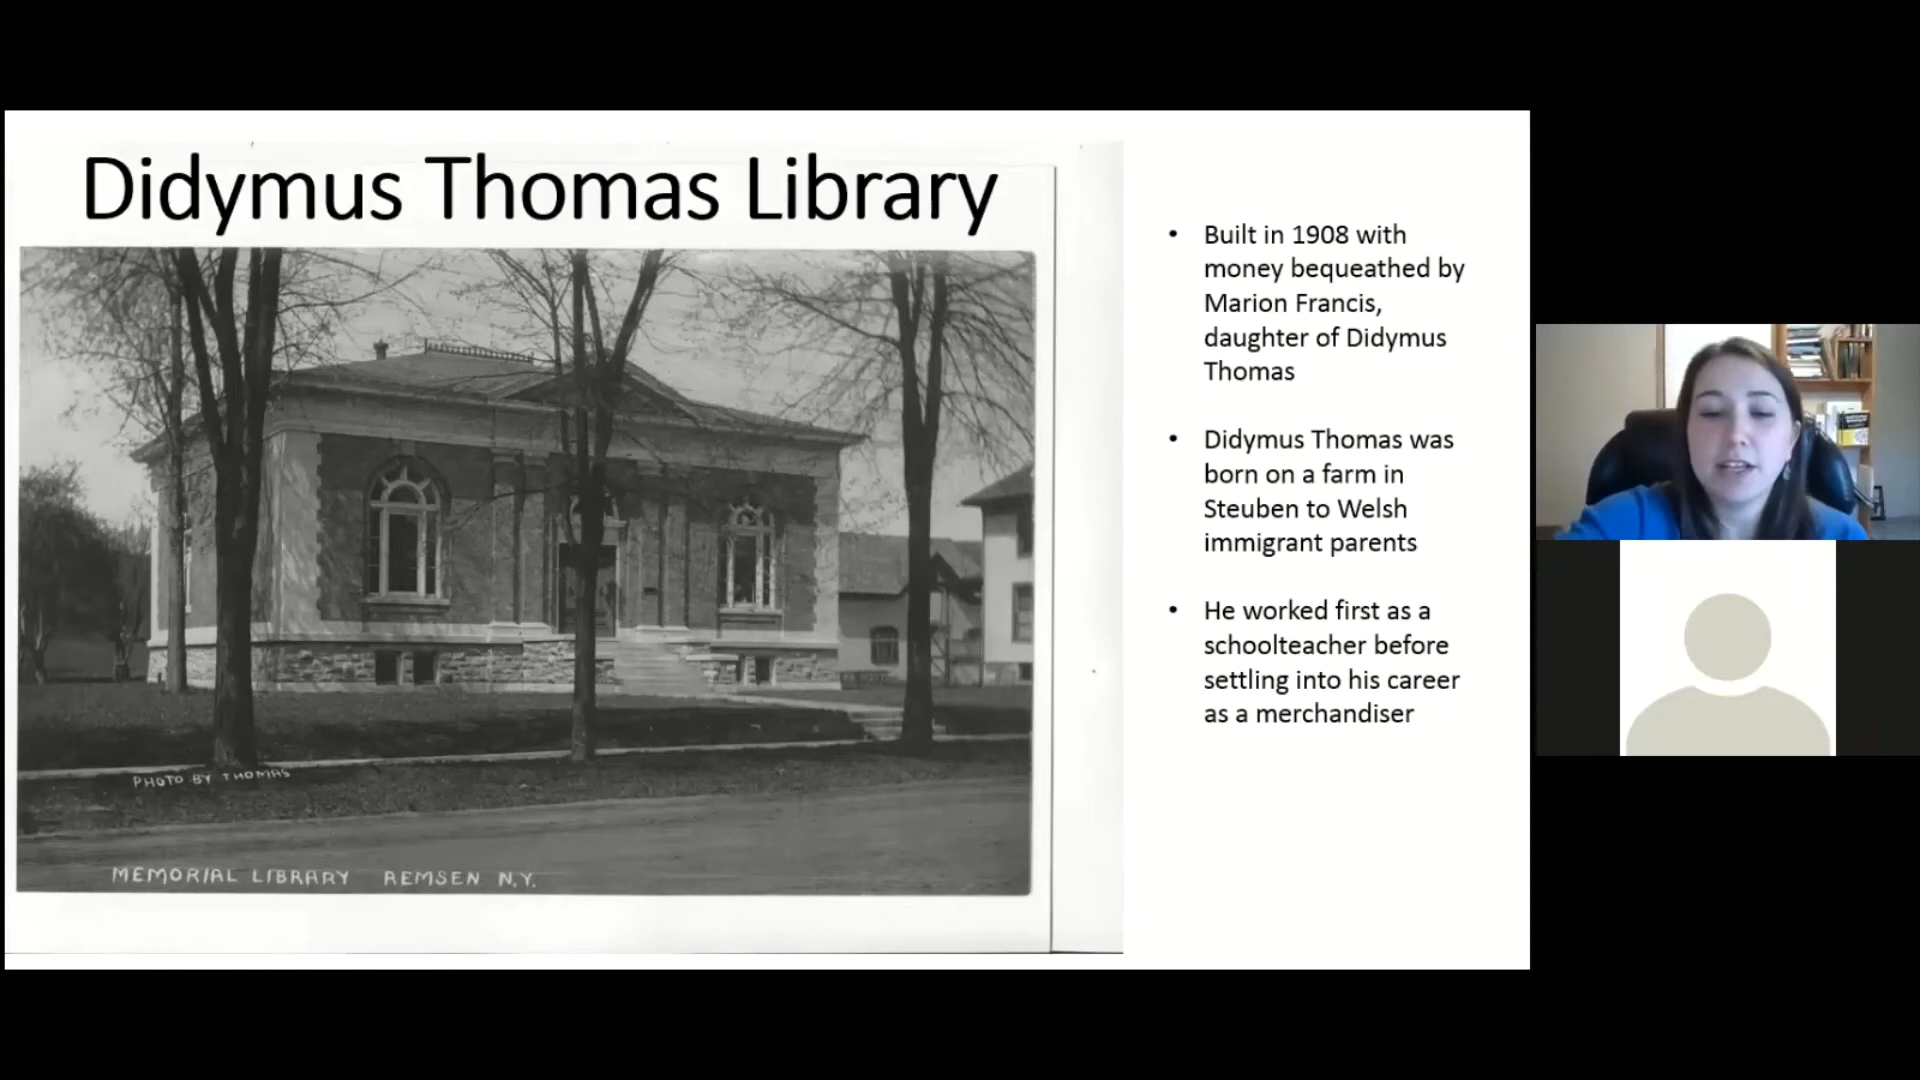 Didymus Thomas Library
PHOTO BY THOMAS
MEMORIAL LIBRARY REMSEN N.Y.
• Built in 1908 with
money bequeathed by
Marion Francis,
daughter of Didymus
Thomas
• Didymus Thomas was
born on a farm in
Steuben to Welsh
immigrant parents
• He worked first as a
schoolteacher before
settling into his career
as a merchandiser